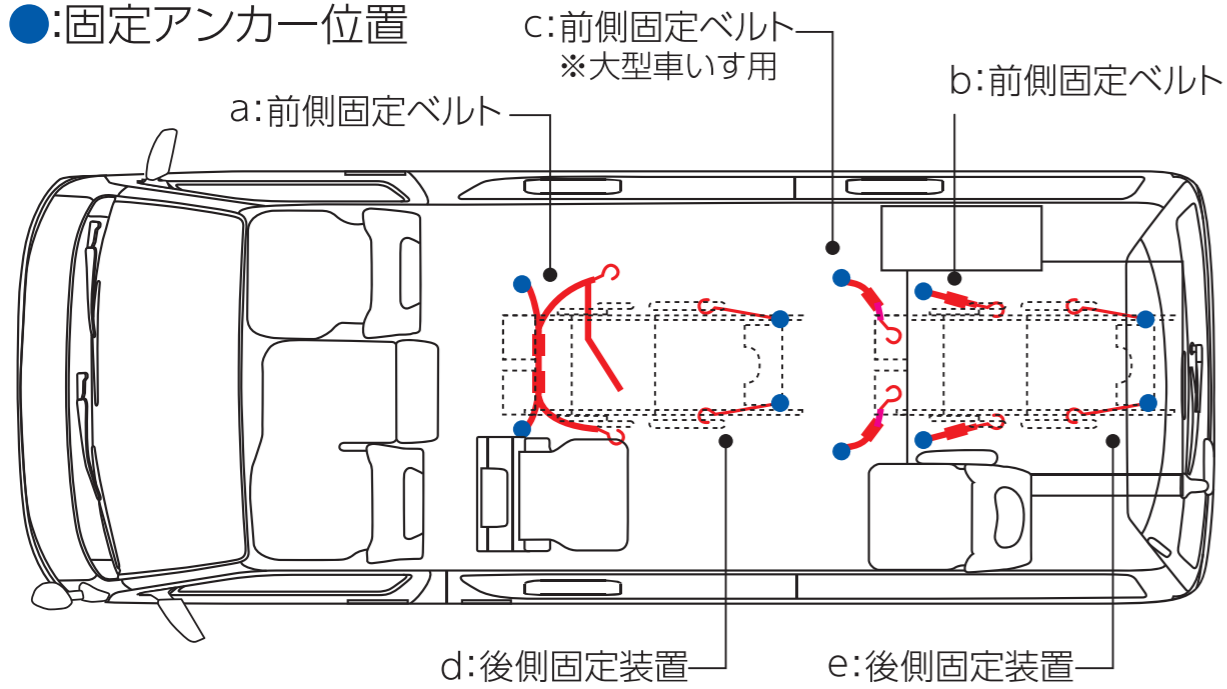 ●:固定アンカー位置
c:前側固定ベルト
※大型車いす用
b:前側固定ベルト
a:前側固定ベルト
d:後側固定装置
e:後側固定装置